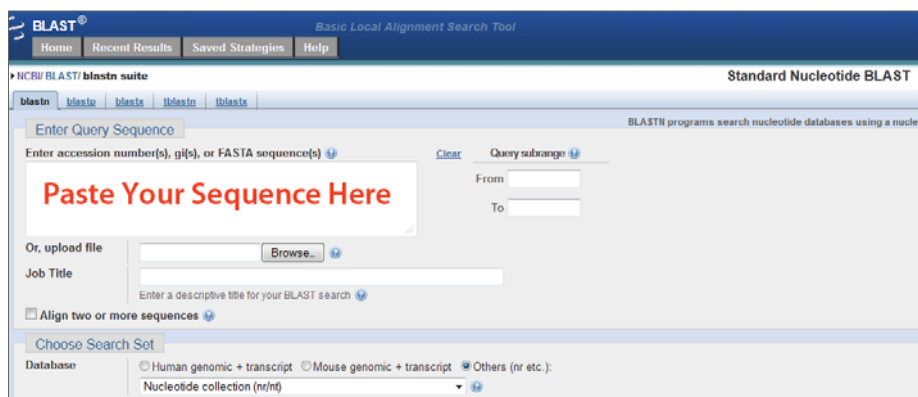 BLAST® Basic Local Alignment Search Tool
Home Recent Results Saved Strategies Help
NCBI/ BLAST/ blastn suite Standard Nucleotide BLAST
blastn blastp blastx tblastn tblastx
BLASTN programs search nucleotide databases using a nucle
Enter Query Sequence
Enter accession number(s), gi(s), or FASTA sequence(s) Clear Query subrange
Paste Your Sequence Here
From
To
Or, upload file Browse...
Job Title
Enter a descriptive title for your BLAST search
Align two or more sequences
Choose Search Set
Database Human genomic + transcript Mouse genomic + transcript Others (nr etc.):
Nucleotide collection (nr/nt)